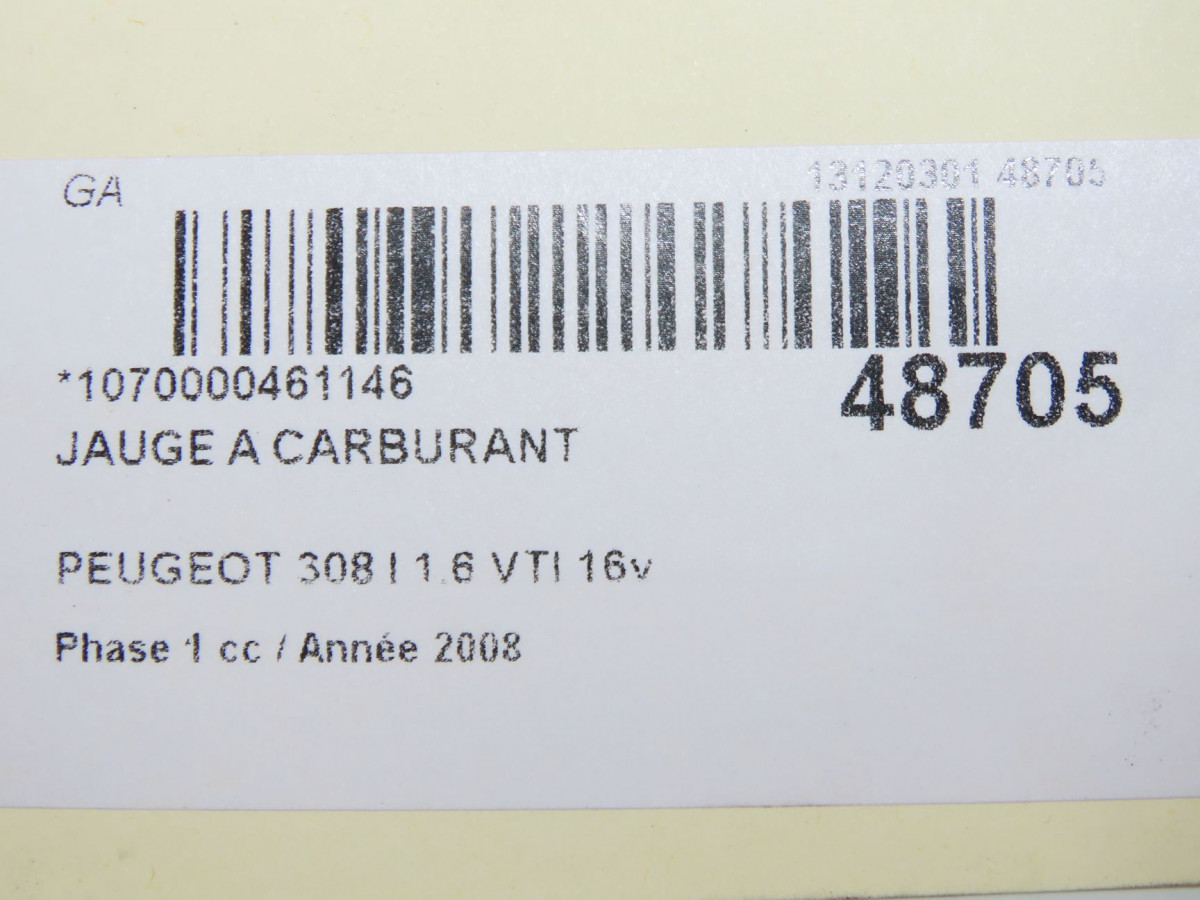 GA
13120301 48705
*1070000461146
48705
JAUGE A CARBURANT
PEUGEOT 308 I 1.6 VTI 16v
Phase 1 cc / Année 2008